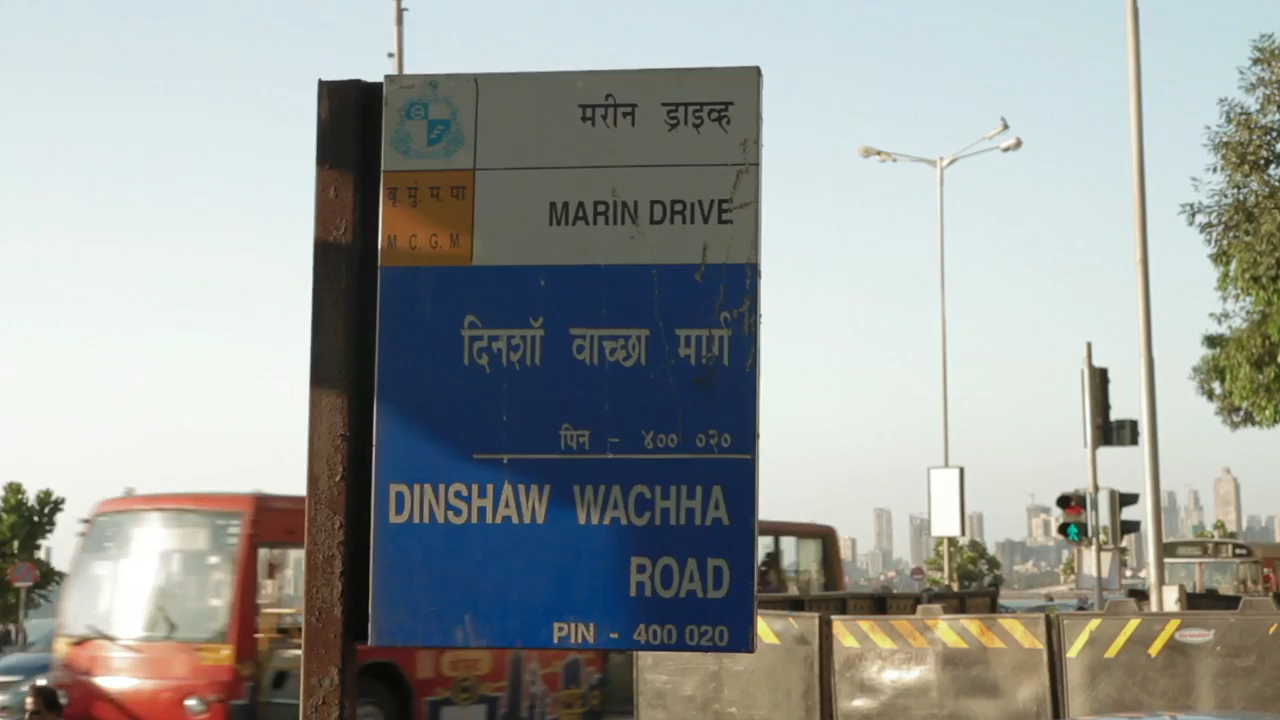 मरीन ड्राइव्ह
बृ. मुं. म. पा
MARIN DRIVE
M. C. G. M.
दिनशॉ वाच्छा मार्ग
पिन - ४०० ०२०
DINSHAW WACHHA
ROAD
PIN - 400 020